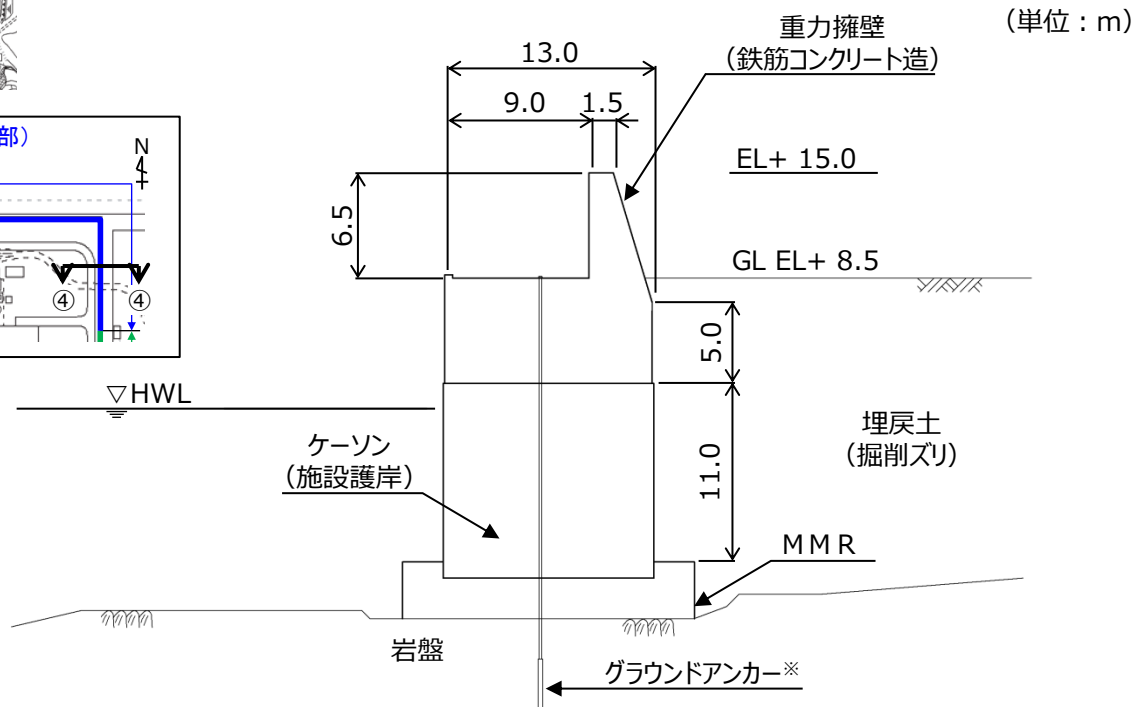 （単位：m）
重力擁壁
（鉄筋コンクリート造）
13.0
9.0
1.5
部）
N
EL+ 15.0
6.5
GL EL+ 8.5
④
④
5.0
▽HWL
埋戻土
（掘削ズリ）
ケーソン
（施設護岸）
11.0
ＭＭＲ
岩盤
グラウンドアンカー※